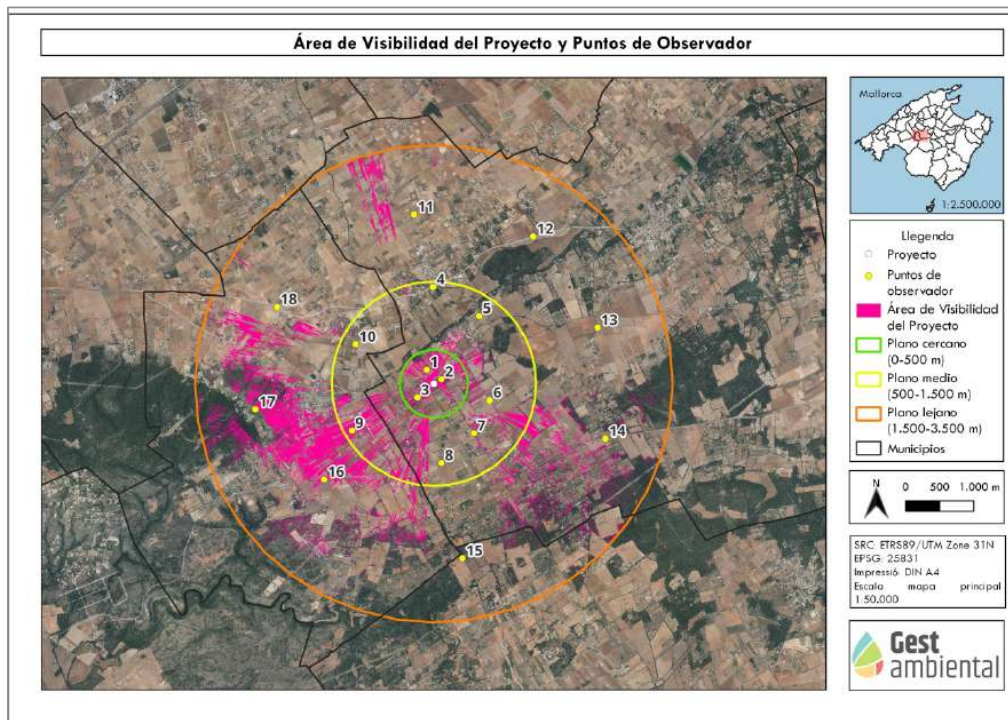 Área de Visibilidad del Proyecto y Puntos de Observador
11
12
4
18
5
13
10
1
2
3
6
17
9
7
14
8
16
15
Mallorca
1:2.500.000
Llegenda
Proyecto
Puntos de
observador
Área de Visibilidad
del Proyecto
Plano cercano
(0-500 m)
Plano medio
(500-1.500 m)
Plano lejano
(1.500-3.500 m)
Municipios
N
0 500 1.000 m
SRC: ETRS89/UTM Zone 31N
EPSG: 25831
Impressió: DIN A4
Escala mapa principal
1:50.000
Gest
ambiental